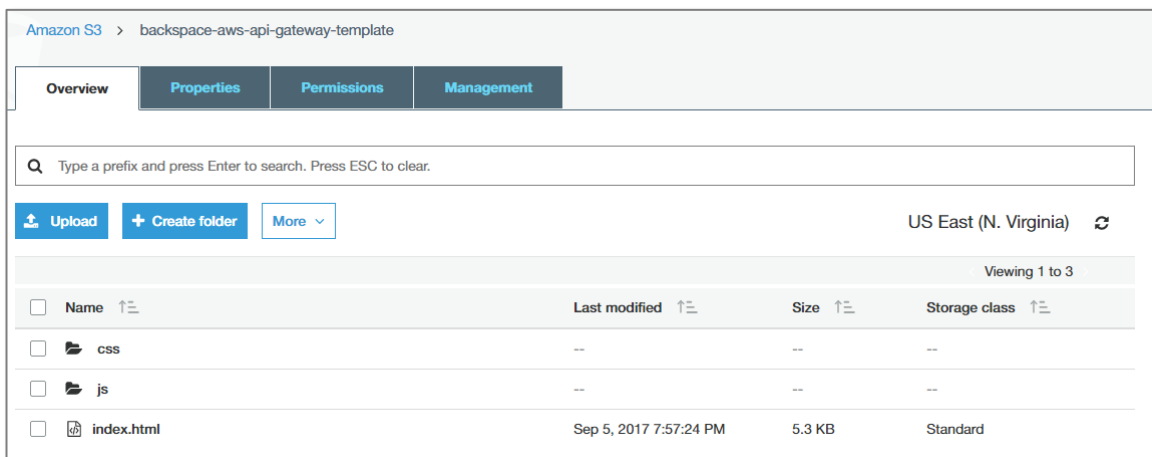 Amazon S3 > backspace-aws-api-gateway-template
Overview Properties Permissions Management
Type a prefix and press Enter to search. Press ESC to clear.
Upload + Create folder More
US East (N. Virginia)
Viewing 1 to 3
Name Last modified Size Storage class
css -- -- --
js -- -- --
index.html Sep 5, 2017 7:57:24 PM 5.3 KB Standard